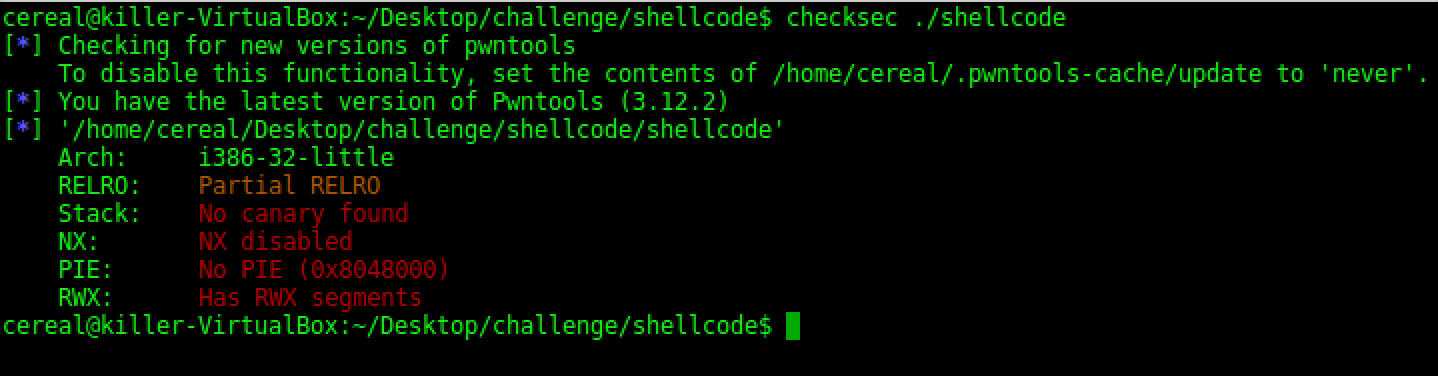 cereal@killer-VirtualBox:~/Desktop/challenge/shellcode$ checksec ./shellcode
[*] Checking for new versions of pwntools
    To disable this functionality, set the contents of /home/cereal/.pwntools-cache/update to 'never'.
[*] You have the latest version of Pwntools (3.12.2)
[*] '/home/cereal/Desktop/challenge/shellcode/shellcode'
    Arch:     i386-32-little
    RELRO:    Partial RELRO
    Stack:    No canary found
    NX:       NX disabled
    PIE:      No PIE (0x8048000)
    RWX:      Has RWX segments
cereal@killer-VirtualBox:~/Desktop/challenge/shellcode$